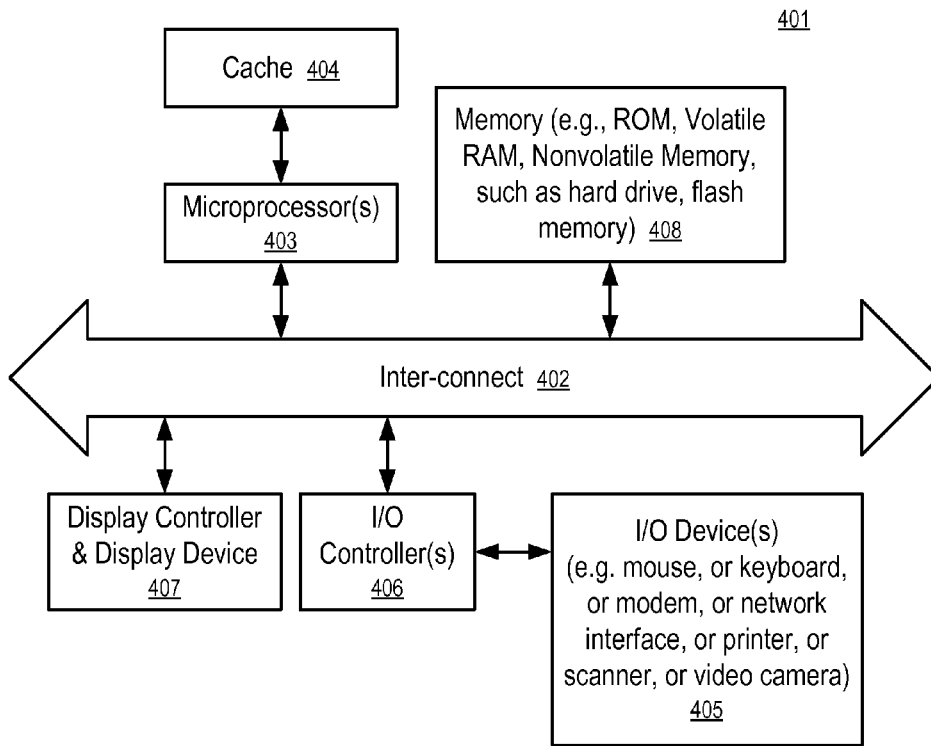 401
Cache 404
Memory (e.g., ROM, Volatile
RAM, Nonvolatile Memory,
such as hard drive, flash
memory) 408
Microprocessor(s)
403
Inter-connect 402
Display Controller
& Display Device
407
I/O
Controller(s)
406
I/O Device(s)
(e.g. mouse, or keyboard,
or modem, or network
interface, or printer, or
scanner, or video camera)
405